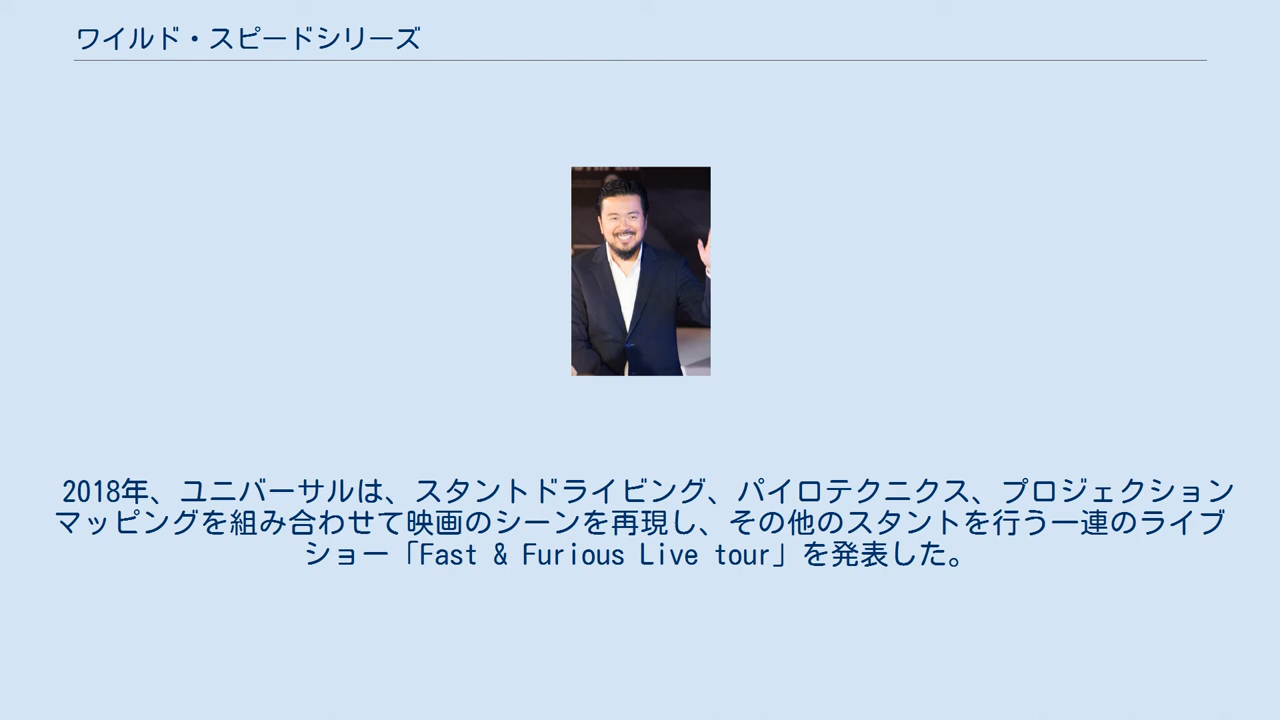 ワイルド・スピードシリーズ
2018年、ユニバーサルは、スタントドライビング、パイロテクニクス、プロジェクション
マッピングを組み合わせて映画のシーンを再現し、その他のスタントを行う一連のライブ
ショー「Fast & Furious Live tour」を発表した。